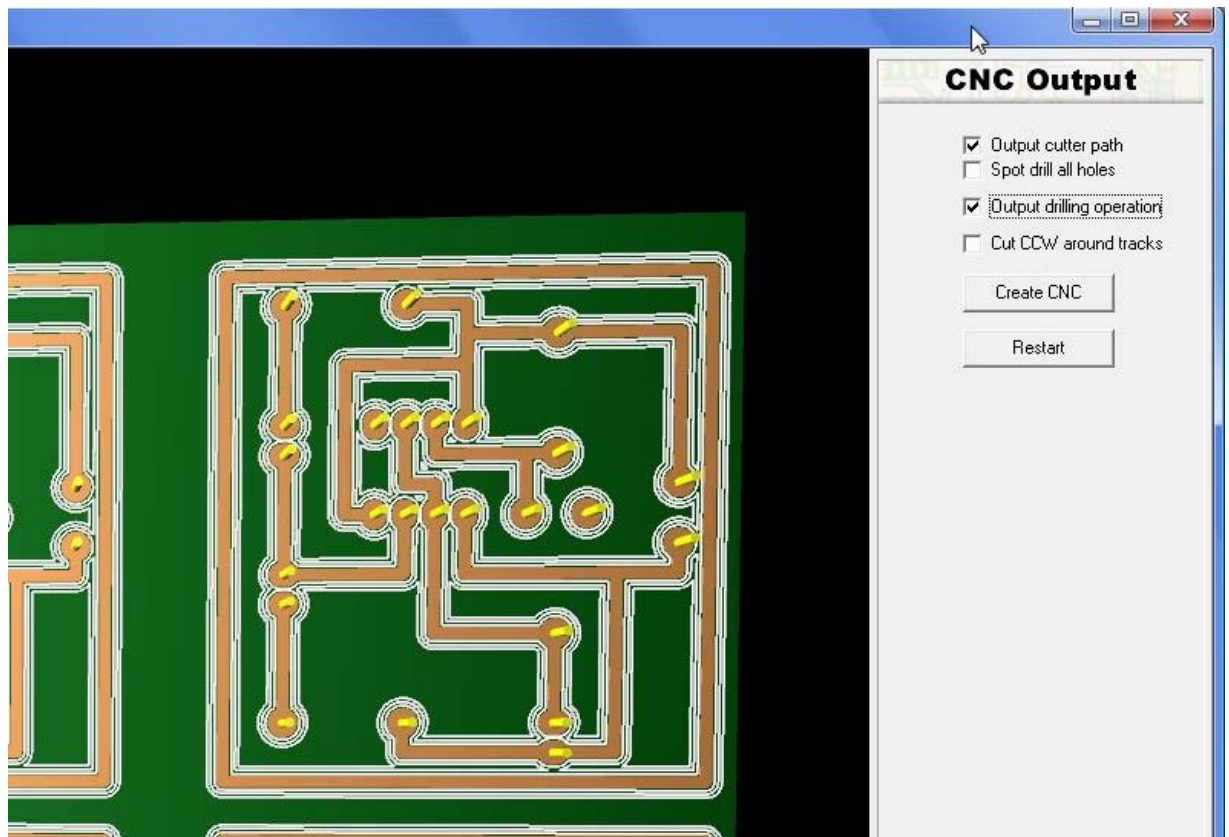 CNC Output
Output cutter path
Spot drill all holes
Output drilling operation
Cut CCW around tracks
Create CNC
Restart